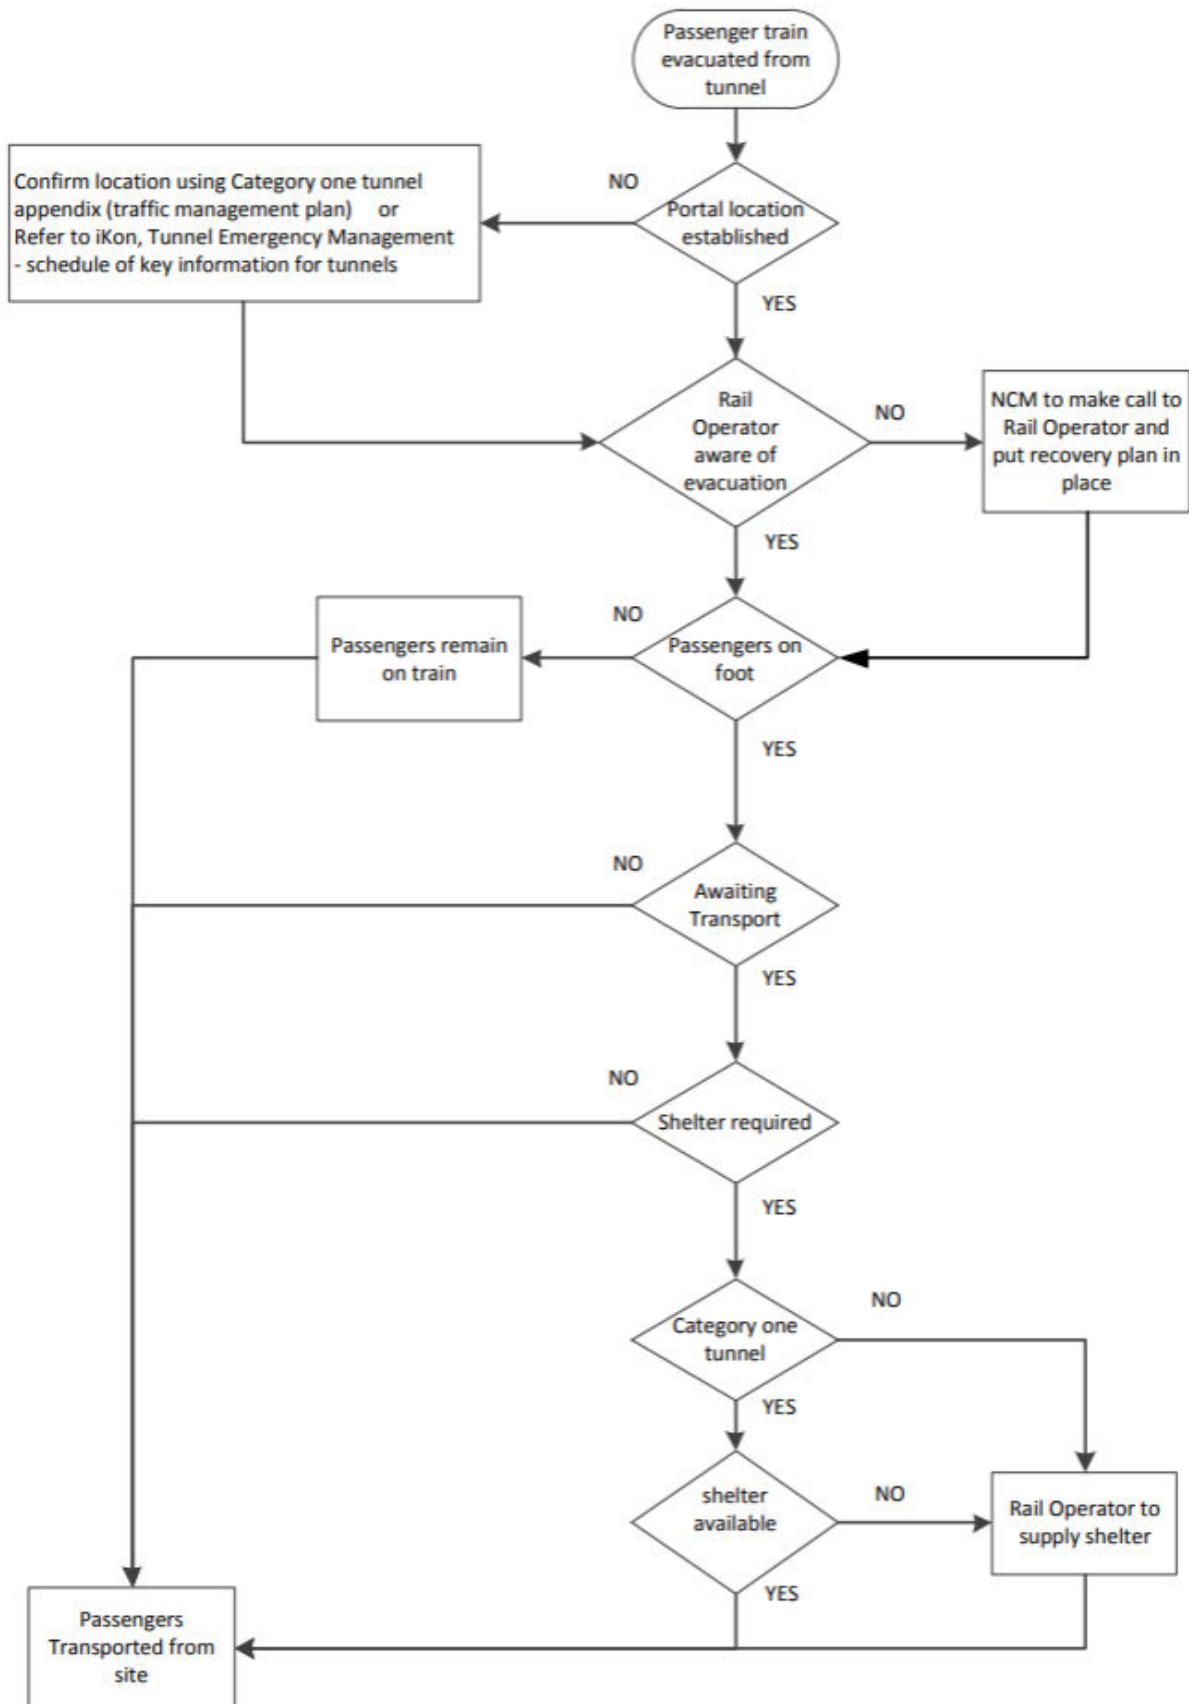 Passenger train
evacuated from
tunnel
NO
Confirm location using Category one tunnel
appendix (traffic management plan) or
Refer to iKon, Tunnel Emergency Management
- schedule of key information for tunnels
Portal location
established
YES
Rail
Operator
aware of
evacuation
NO
NCM to make call to
Rail Operator and
put recovery plan in
place
YES
NO
Passengers remain
on train
Passengers on
foot
YES
NO
Awaiting
Transport
YES
NO
Shelter required
YES
NO
Category one
tunnel
YES
shelter
available
NO
Rail Operator to
supply shelter
YES
Passengers
Transported from
site